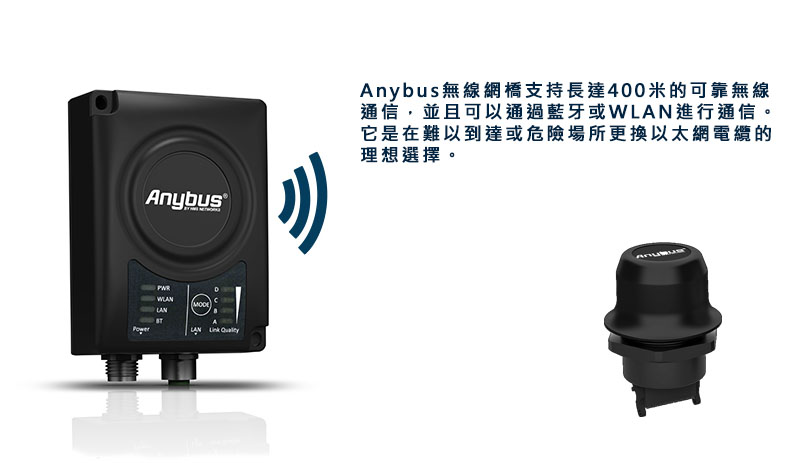 Anybus無線網橋支持長達400米的可靠無線
通信，並且可以通過藍牙或WLAN進行通信。
它是在難以到達或危險場所更換以太網電纜的
理想選擇。
Anybus®
BY HMS NETWORKS
PWR
WLAN
LAN
BT
MODE
D
C
B
A
Power
LAN
Link Quality
Anybus